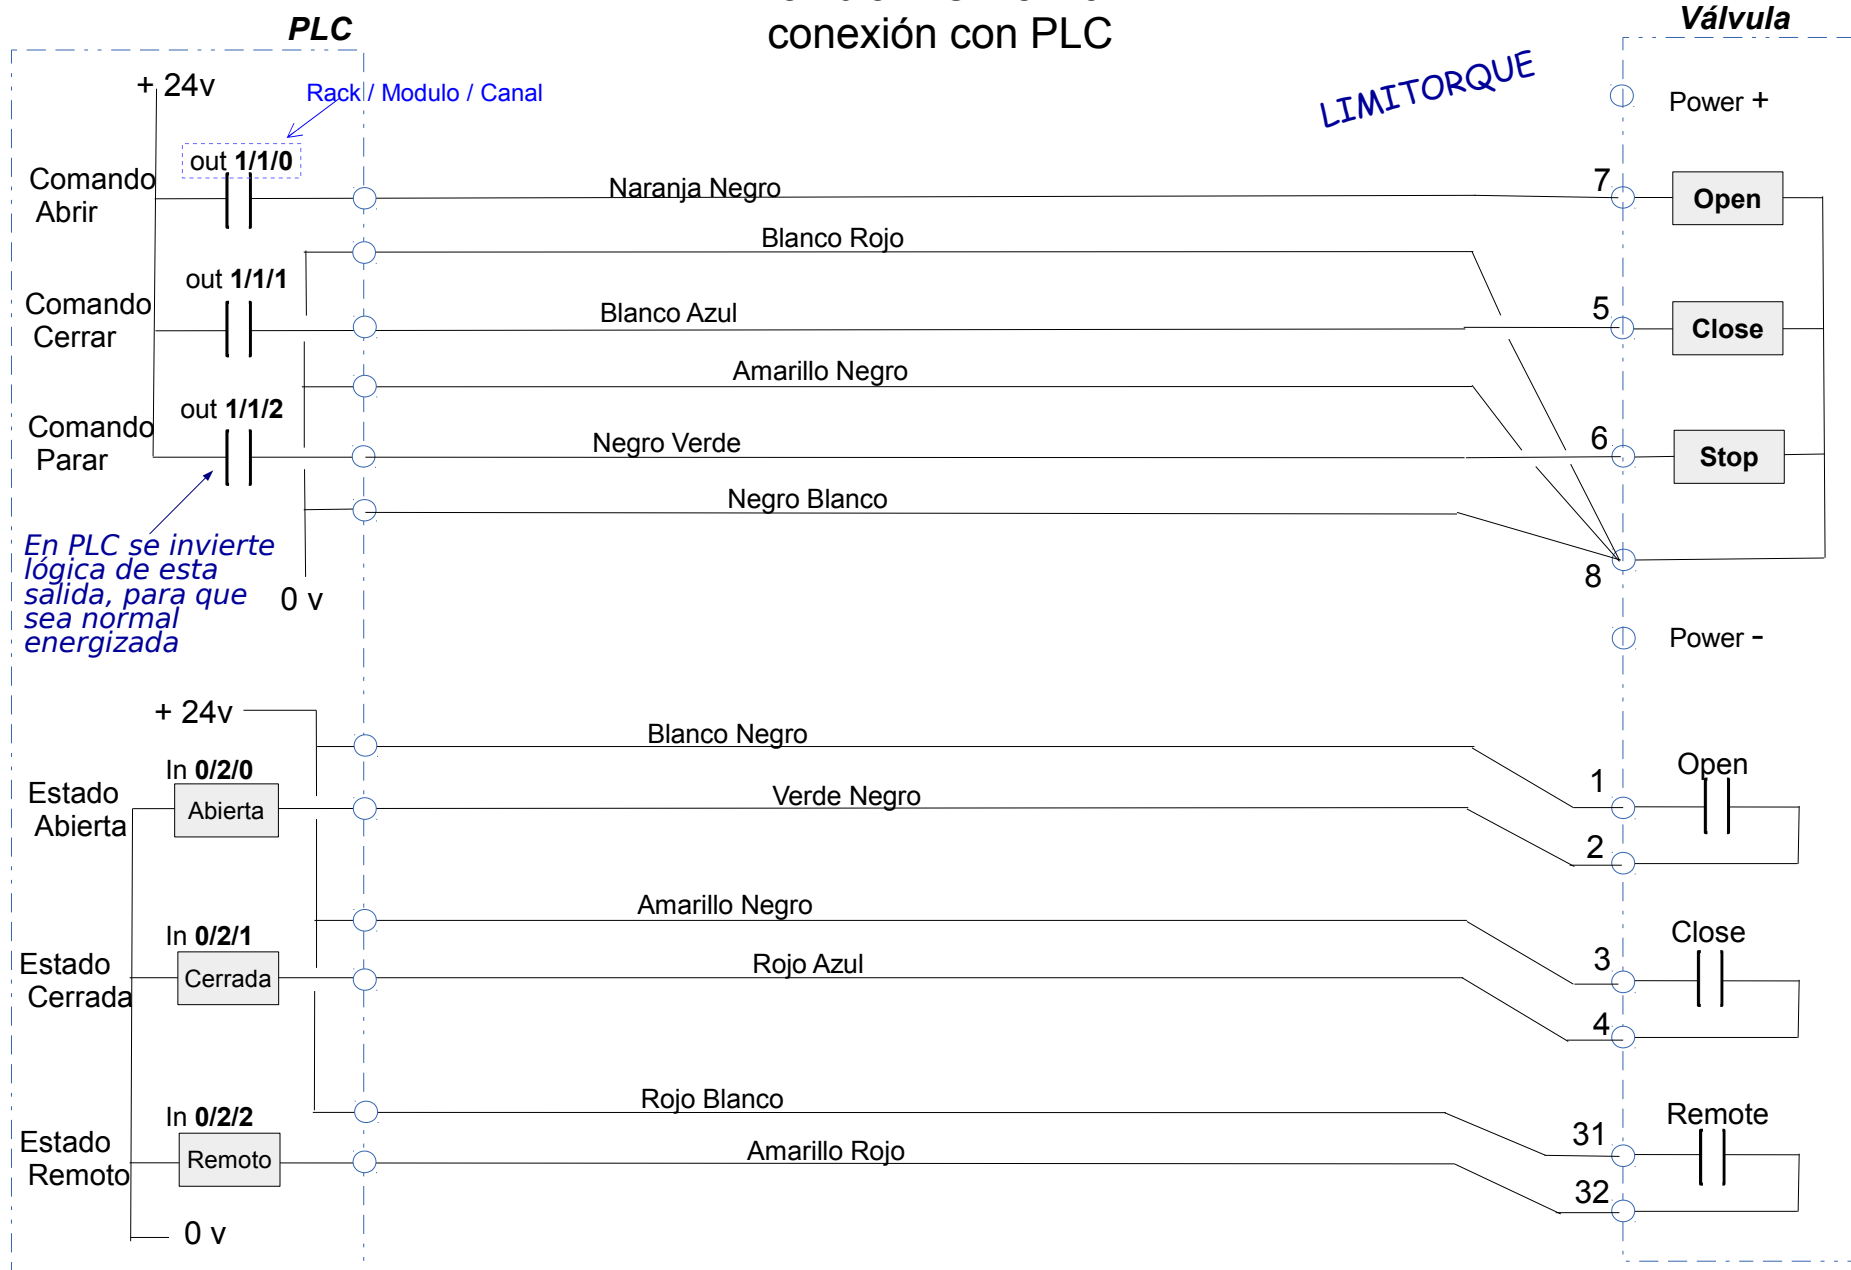 conexión con PLC
PLC
Válvula
LIMITORQUE
+ 24v
Rack / Modulo / Canal
Power +
out 1/1/0
Comando
Abrir
Naranja Negro
7
Open
Blanco Rojo
out 1/1/1
Comando
Cerrar
Blanco Azul
5
Close
Amarillo Negro
out 1/1/2
Comando
Parar
Negro Verde
6
Stop
Negro Blanco
En PLC se invierte
lógica de esta
salida, para que
sea normal
energizada
0 v
8
Power -
+ 24v
Blanco Negro
In 0/2/0
Estado
Abierta
Abierta
Verde Negro
1
2
Open
Amarillo Negro
In 0/2/1
Estado
Cerrada
Cerrada
Rojo Azul
3
4
Close
Rojo Blanco
In 0/2/2
Estado
Remoto
Remoto
Amarillo Rojo
31
32
Remote
0 v